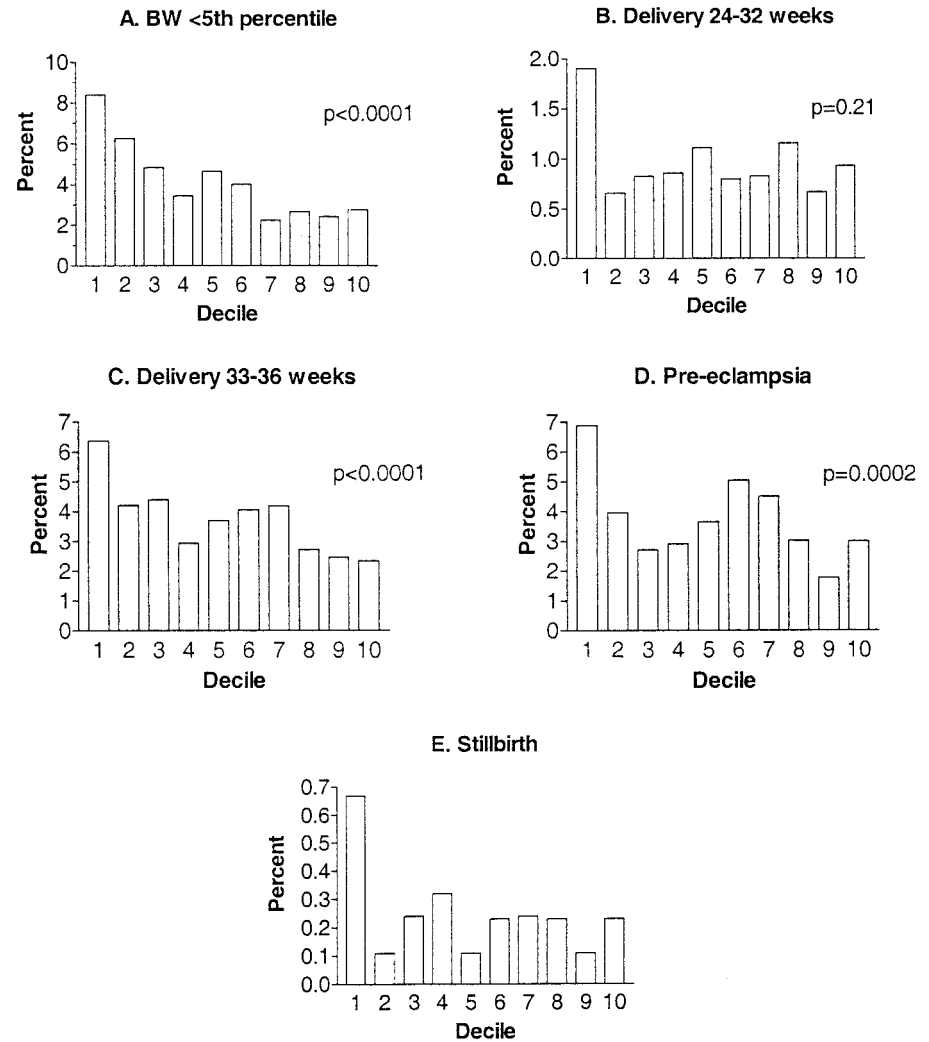 A. BW <5th percentile
10
8
6
4
2
0
Percent
p<0.0001
1 2 3 4 5 6 7 8 9 10
Decile
B. Delivery 24-32 weeks
2.0
1.5
1.0
0.5
0.0
Percent
p=0.21
1 2 3 4 5 6 7 8 9 10
Decile
C. Delivery 33-36 weeks
7
6
5
4
3
2
1
0
Percent
p<0.0001
1 2 3 4 5 6 7 8 9 10
Decile
D. Pre-eclampsia
7
6
5
4
3
2
1
0
Percent
p=0.0002
1 2 3 4 5 6 7 8 9 10
Decile
E. Stillbirth
0.7
0.6
0.5
0.4
0.3
0.2
0.1
0.0
Percent
1 2 3 4 5 6 7 8 9 10
Decile